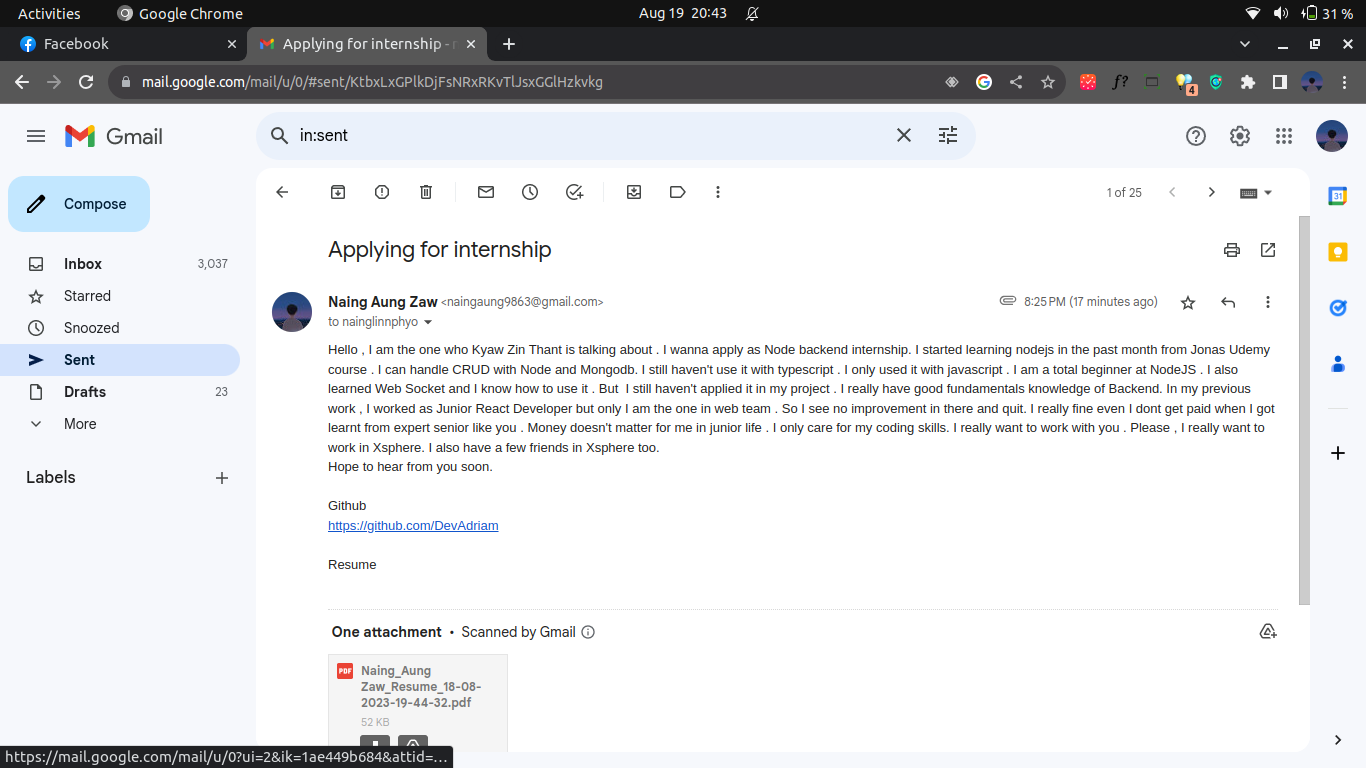 Activities Google Chrome Aug 19 20:43 31 %
Facebook Applying for internship - r
mail.google.com/mail/u/0/#sent/KtbxLxGPlkDjFsNRxRKvTlJsxGGlHzkvkg f? 4
Gmail in:sent
Compose 1 of 25
31
Applying for internship
Inbox 3,037
Starred
Snoozed
Sent
Drafts 23
More
Labels
Naing Aung Zaw <naingaung9863@gmail.com> 8:25 PM (17 minutes ago)
to nainglinnphyo
Hello , I am the one who Kyaw Zin Thant is talking about . I wanna apply as Node backend internship. I started learning nodejs in the past month from Jonas Udemy
course . I can handle CRUD with Node and Mongodb. I still haven't use it with typescript . I only used it with javascript . I am a total beginner at NodeJS . I also
learned Web Socket and I know how to use it . But  I still haven't applied it in my project . I really have good fundamentals knowledge of Backend. In my previous
work , I worked as Junior React Developer but only I am the one in web team . So I see no improvement in there and quit. I really fine even I dont get paid when I got
learnt from expert senior like you . Money doesn't matter for me in junior life . I only care for my coding skills. I really want to work with you . Please , I really want to
work in Xsphere. I also have a few friends in Xsphere too.
Hope to hear from you soon.
Github
https://github.com/DevAdriam
Resume
One attachment • Scanned by Gmail
PDF Naing_Aung
Zaw_Resume_18-08-
2023-19-44-32.pdf
52 KB
https://mail.google.com/mail/u/0?ui=2&ik=1ae449b684&attid=…